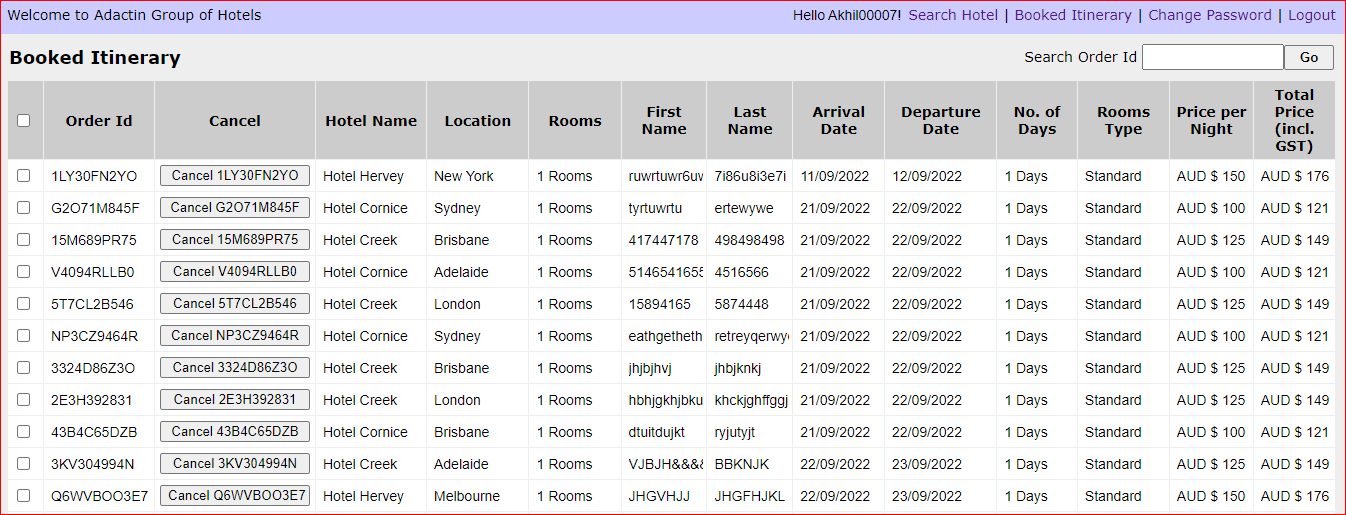 Welcome to Adactin Group of Hotels Hello Akhil00007! Search Hotel | Booked Itinerary | Change Password | Logout
Booked Itinerary Search Order Id Go
Order Id Cancel Hotel Name Location Rooms First Name Last Name Arrival Date Departure Date No. of Days Rooms Type Price per Night Total Price (incl. GST)
1LY30FN2YO Cancel 1LY30FN2YO Hotel Hervey New York 1 Rooms ruwrtuwr6uw 7i86u8i3e7i 11/09/2022 12/09/2022 1 Days Standard AUD $ 150 AUD $ 176
G2O71M845F Cancel G2O71M845F Hotel Cornice Sydney 1 Rooms tyrtuwrtu ertewywe 21/09/2022 22/09/2022 1 Days Standard AUD $ 100 AUD $ 121
15M689PR75 Cancel 15M689PR75 Hotel Creek Brisbane 1 Rooms 417447178 498498498 21/09/2022 22/09/2022 1 Days Standard AUD $ 125 AUD $ 149
V4094RLLB0 Cancel V4094RLLB0 Hotel Cornice Adelaide 1 Rooms 5146541655 4516566 21/09/2022 22/09/2022 1 Days Standard AUD $ 100 AUD $ 121
5T7CL2B546 Cancel 5T7CL2B546 Hotel Creek London 1 Rooms 15894165 5874448 21/09/2022 22/09/2022 1 Days Standard AUD $ 125 AUD $ 149
NP3CZ9464R Cancel NP3CZ9464R Hotel Cornice Sydney 1 Rooms eathgetheth retreyqerwy 21/09/2022 22/09/2022 1 Days Standard AUD $ 100 AUD $ 121
3324D86Z3O Cancel 3324D86Z3O Hotel Creek Brisbane 1 Rooms jhjbjhvj jhbjknkj 21/09/2022 22/09/2022 1 Days Standard AUD $ 125 AUD $ 149
2E3H392831 Cancel 2E3H392831 Hotel Creek London 1 Rooms hbhjgkhjbku khckjghffggj 21/09/2022 22/09/2022 1 Days Standard AUD $ 125 AUD $ 149
43B4C65DZB Cancel 43B4C65DZB Hotel Cornice Brisbane 1 Rooms dtuitdujkt ryjutyjt 21/09/2022 22/09/2022 1 Days Standard AUD $ 100 AUD $ 121
3KV304994N Cancel 3KV304994N Hotel Creek Adelaide 1 Rooms VJBJH&&& BBKNJK 22/09/2022 23/09/2022 1 Days Standard AUD $ 125 AUD $ 149
Q6WVBOO3E7 Cancel Q6WVBOO3E7 Hotel Hervey Melbourne 1 Rooms JHGVHJJ JHGFHJKL 22/09/2022 23/09/2022 1 Days Standard AUD $ 150 AUD $ 176